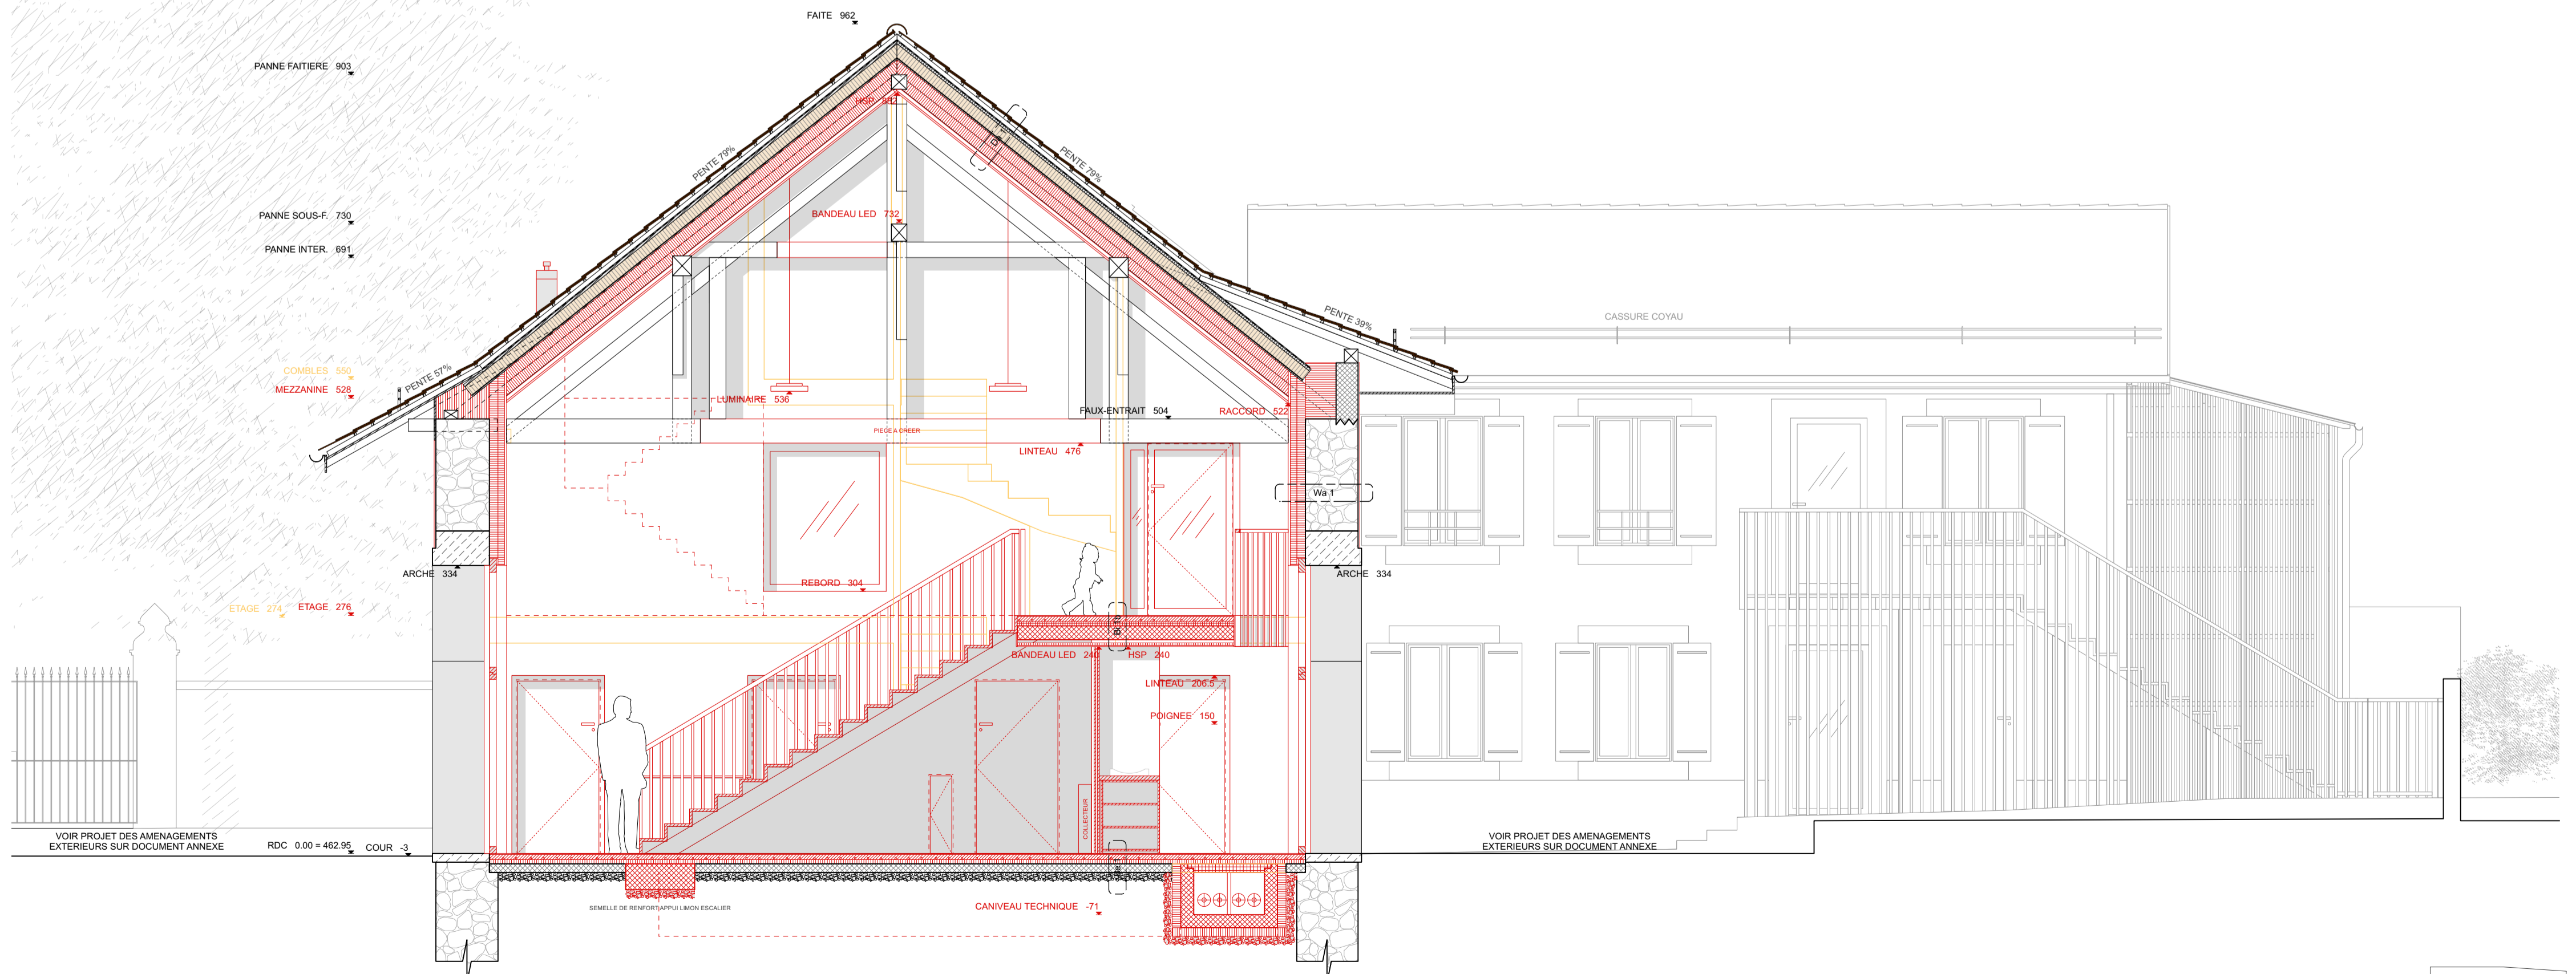 FAITE 962
PANNE FAITIERE 903
HSP
PENTE 79%
PENTE 79%
PANNE SOUS-F. 730
BANDEAU LED 732
PANNE INTER. 691
PENTE 39%
CASSURE COYAU
COMBLES 550
MEZZANINE 528
PENTE 57%
LUMINAIRE 536
FAUX-ENTRAIT 504
RACCORD 522
PIEGE A CREER
LINTEAU 476
Wa 1
ARCHE 334
REBORD 304
ARCHE 334
ETAGE 274
ETAGE 276
BANDEAU LED 240
HSP 240
LINTEAU 206.5
POIGNEE 150
COLLECTEUR
VOIR PROJET DES AMENAGEMENTS
EXTERIEURS SUR DOCUMENT ANNEXE
RDC 0.00 = 462.95
COUR -3
VOIR PROJET DES AMENAGEMENTS
EXTERIEURS SUR DOCUMENT ANNEXE
SEMELLE DE RENFORT APPUI LIMON ESCALIER
CANIVEAU TECHNIQUE -71